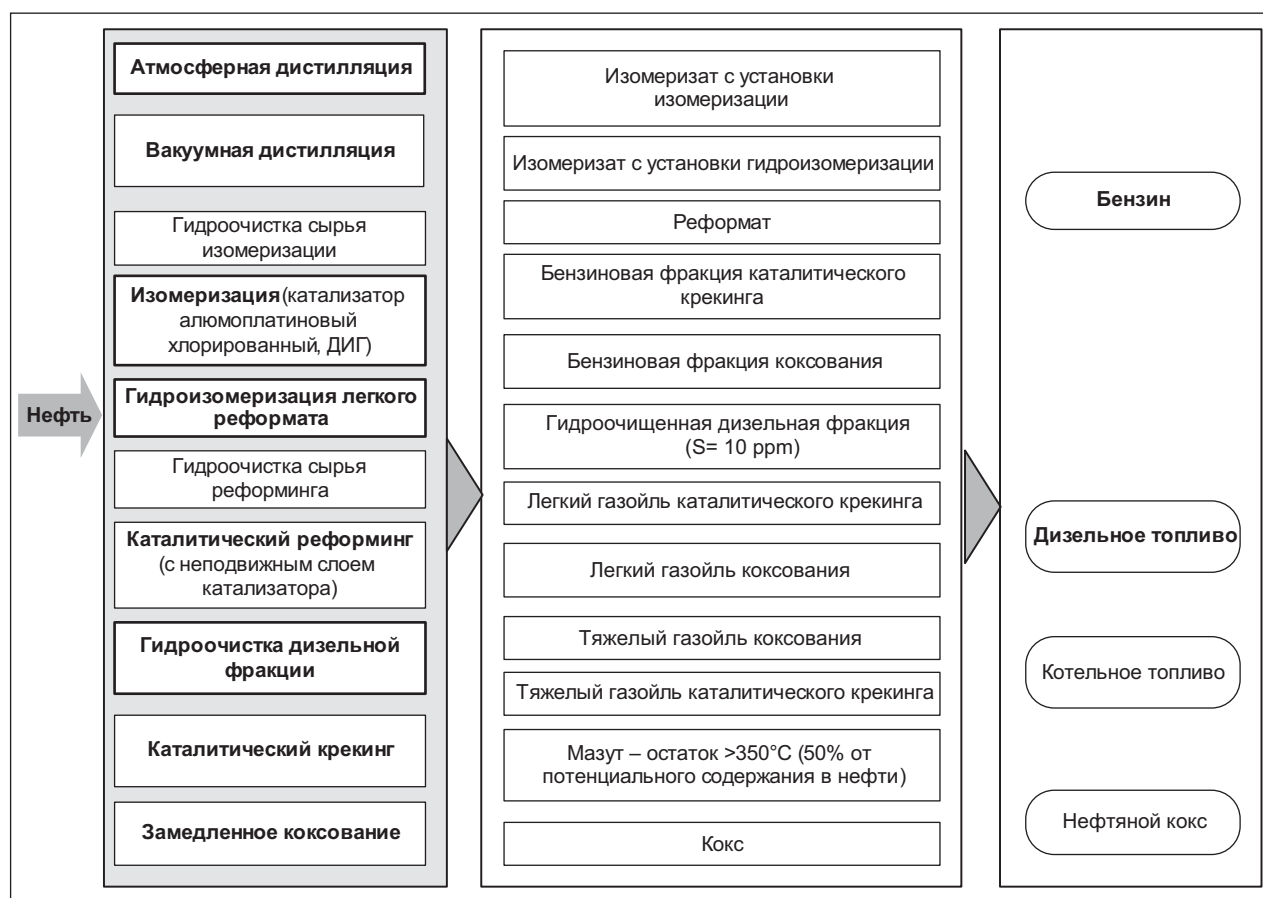 Нефть
Атмосферная дистилляция
Вакуумная дистилляция
Гидроочистка сырья
изомеризации
Изомеризация(катализатор
алюмоплатиновый
хлорированный, ДИГ)
Гидроизомеризация легкого
реформата
Гидроочистка сырья
реформинга
Каталитический реформинг
(с неподвижным слоем
катализатора)
Гидроочистка дизельной
фракции
Каталитический крекинг
Замедленное коксование
Изомеризат с установки
изомеризации
Изомеризат с установки гидроизомеризации
Реформат
Бензиновая фракция каталитического
крекинга
Бензиновая фракция коксования
Гидроочищенная дизельная фракция
(S= 10 ppm)
Легкий газойль каталитического крекинга
Легкий газойль коксования
Тяжелый газойль коксования
Тяжелый газойль каталитического крекинга
Мазут – остаток >350°С (50% от
потенциального содержания в нефти)
Кокс
Бензин
Дизельное топливо
Котельное топливо
Нефтяной кокс